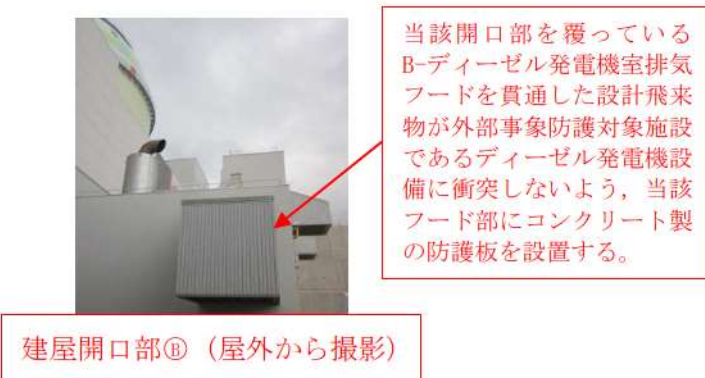 当該開口部を覆っている
B-ディーゼル発電機室排気
フードを貫通した設計飛来
物が外部事象防護対象施設
であるディーゼル発電機設
備に衝突しないよう，当該
フード部にコンクリート製
の防護板を設置する。
建屋開口部Ⓑ（屋外から撮影）